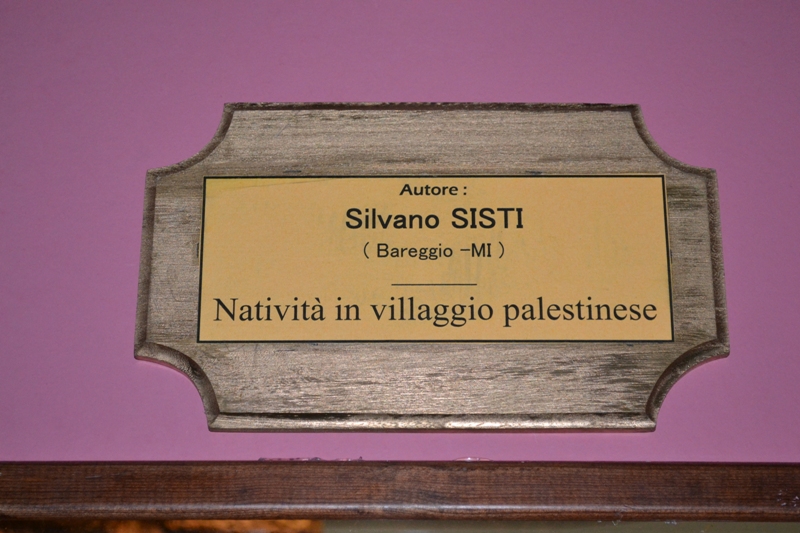 Autore :
Silvano SISTI
( Bareggio -MI )
Natività in villaggio palestinese